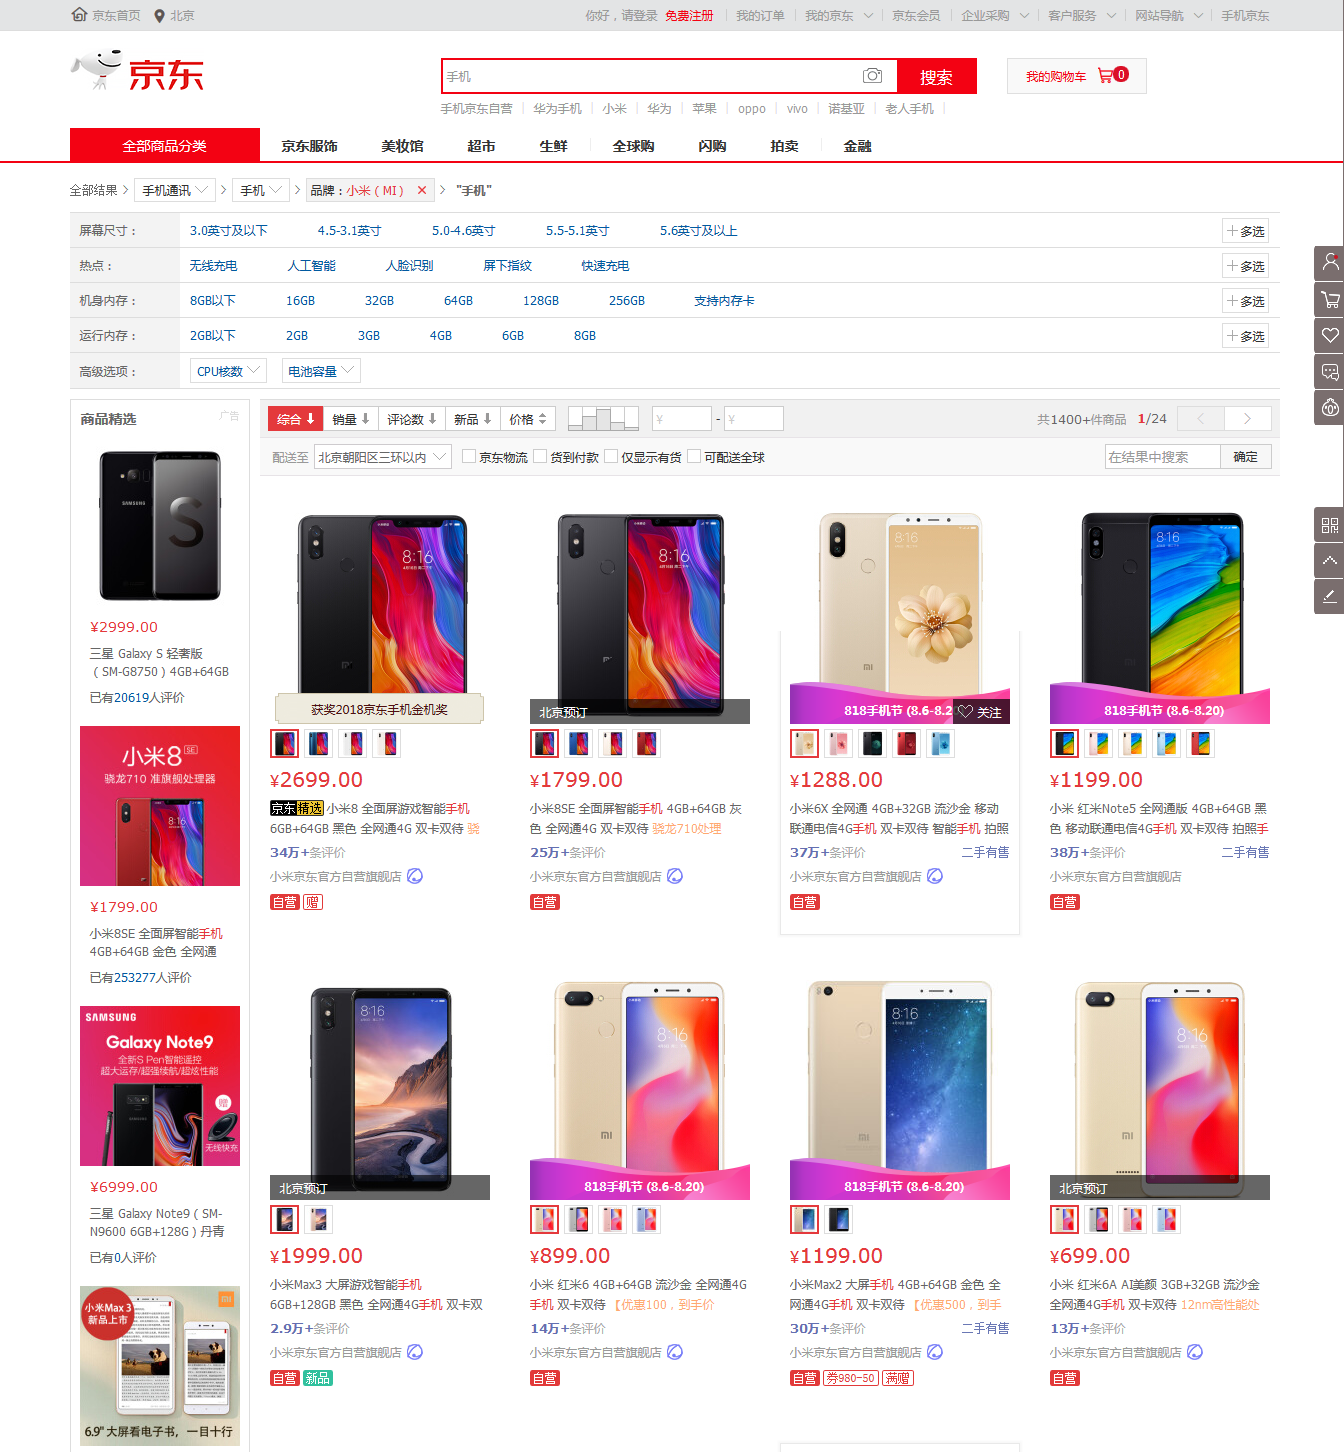 京东首页 北京 你好，请登录 免费注册 我的订单 我的京东 京东会员 企业采购 客户服务 网站导航 手机京东
京东
手机 搜索 我的购物车 0
手机京东自营 华为手机 小米 华为 苹果 oppo vivo 诺基亚 老人手机
全部商品分类 京东服饰 美妆馆 超市 生鲜 全球购 闪购 拍卖 金融
全部结果 > 手机通讯 > 手机 > 品牌：小米（MI） × > "手机"
屏幕尺寸： 3.0英寸及以下 4.5-3.1英寸 5.0-4.6英寸 5.5-5.1英寸 5.6英寸及以上 +多选
热点： 无线充电 人工智能 人脸识别 屏下指纹 快速充电 +多选
机身内存： 8GB以下 16GB 32GB 64GB 128GB 256GB 支持内存卡 +多选
运行内存： 2GB以下 2GB 3GB 4GB 6GB 8GB +多选
高级选项： CPU核数 电池容量
商品精选 广告
SAMSUNG
S
¥2999.00
三星 Galaxy S 轻奢版
（SM-G8750）4GB+64GB
已有20619人评价
小米8 SE
骁龙710 准旗舰处理器
8:16
¥1799.00
小米8SE 全面屏智能手机
4GB+64GB 金色 全网通
已有253277人评价
SAMSUNG
Galaxy Note9
全新S Pen智能遥控
超大运存/超强续航/超炫性能
赠
无线快充
SAMSUNG
¥6999.00
三星 Galaxy Note9（SM-
N9600 6GB+128G）丹青
已有0人评价
小米Max 3
新品上市
6.9" 大屏看电子书，一目十行
综合 销量 评论数 新品 价格 ¥ - ¥ 共1400+件商品 1/24 < >
配送至 北京朝阳区三环以内 京东物流 货到付款 仅显示有货 可配送全球 在结果中搜索 确定
8:16
获奖2018京东手机金机奖
¥2699.00
京东精选 小米8 全面屏游戏智能手机
6GB+64GB 黑色 全网通4G 双卡双待 骁
34万+条评价
小米京东官方自营旗舰店
自营 赠
8:16
北京预订
¥1799.00
小米8SE 全面屏智能手机 4GB+64GB 灰
色 全网通4G 双卡双待 骁龙710处理
25万+条评价
小米京东官方自营旗舰店
自营
8:16
818手机节 (8.6-8.2 关注
¥1288.00
小米6X 全网通 4GB+32GB 流沙金 移动
联通电信4G手机 双卡双待 智能手机 拍照
37万+条评价 二手有售
小米京东官方自营旗舰店
自营
8:16
818手机节 (8.6-8.20)
¥1199.00
小米 红米Note5 全网通版 4GB+64GB 黑
色 移动联通电信4G手机 双卡双待 拍照手
38万+条评价 二手有售
小米京东官方自营旗舰店
自营
8:16
北京预订
¥1999.00
小米Max3 大屏游戏智能手机
6GB+128GB 黑色 全网通4G手机 双卡双
2.9万+条评价
小米京东官方自营旗舰店
自营 新品
8:16
818手机节 (8.6-8.20)
¥899.00
小米 红米6 4GB+64GB 流沙金 全网通4G
手机 双卡双待 【优惠100，到手价
14万+条评价
小米京东官方自营旗舰店
自营
8:16
818手机节 (8.6-8.20)
¥1199.00
小米Max2 大屏手机 4GB+64GB 金色 全
网通4G手机 双卡双待 【优惠500，到手
30万+条评价 二手有售
小米京东官方自营旗舰店
自营 券980-50 满赠
8:16
北京预订
¥699.00
小米 红米6A AI美颜 3GB+32GB 流沙金
全网通4G手机 双卡双待 12nm高性能处
13万+条评价
小米京东官方自营旗舰店
自营